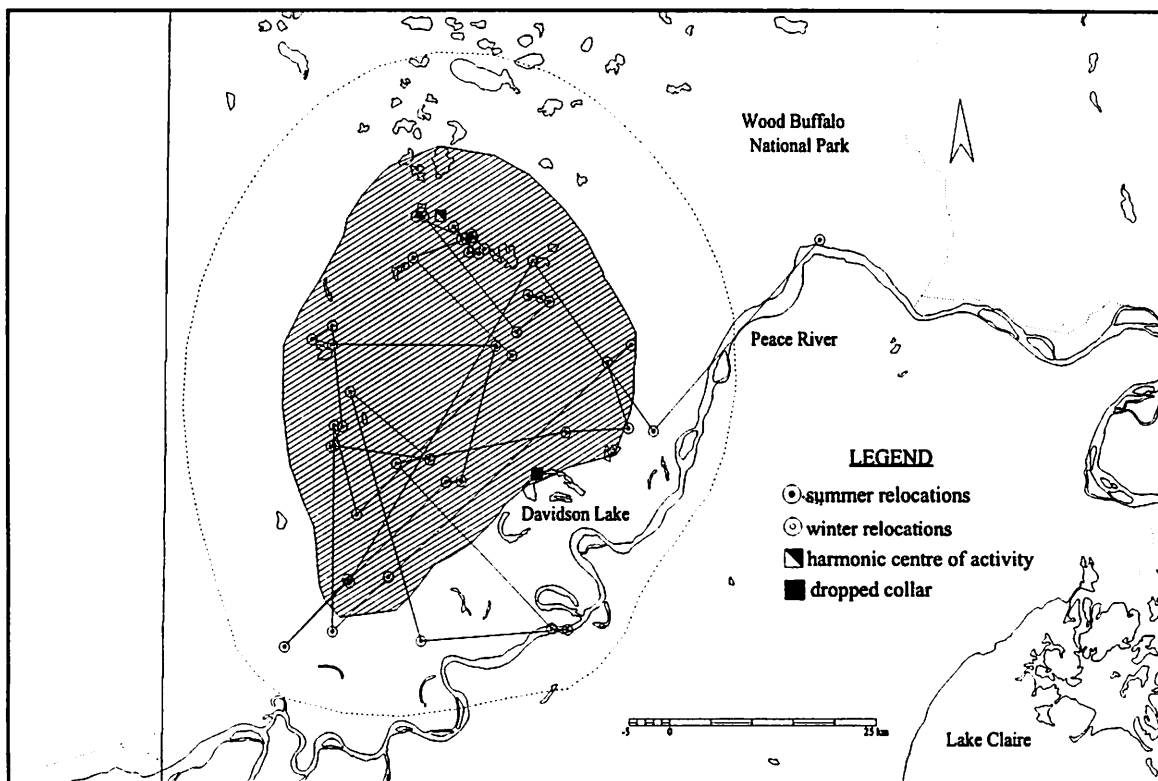 Wood Buffalo
National Park
Peace River
LEGEND
summer relocations
winter relocations
harmonic centre of activity
dropped collar
Davidson Lake
-5 0 25 km
Lake Claire